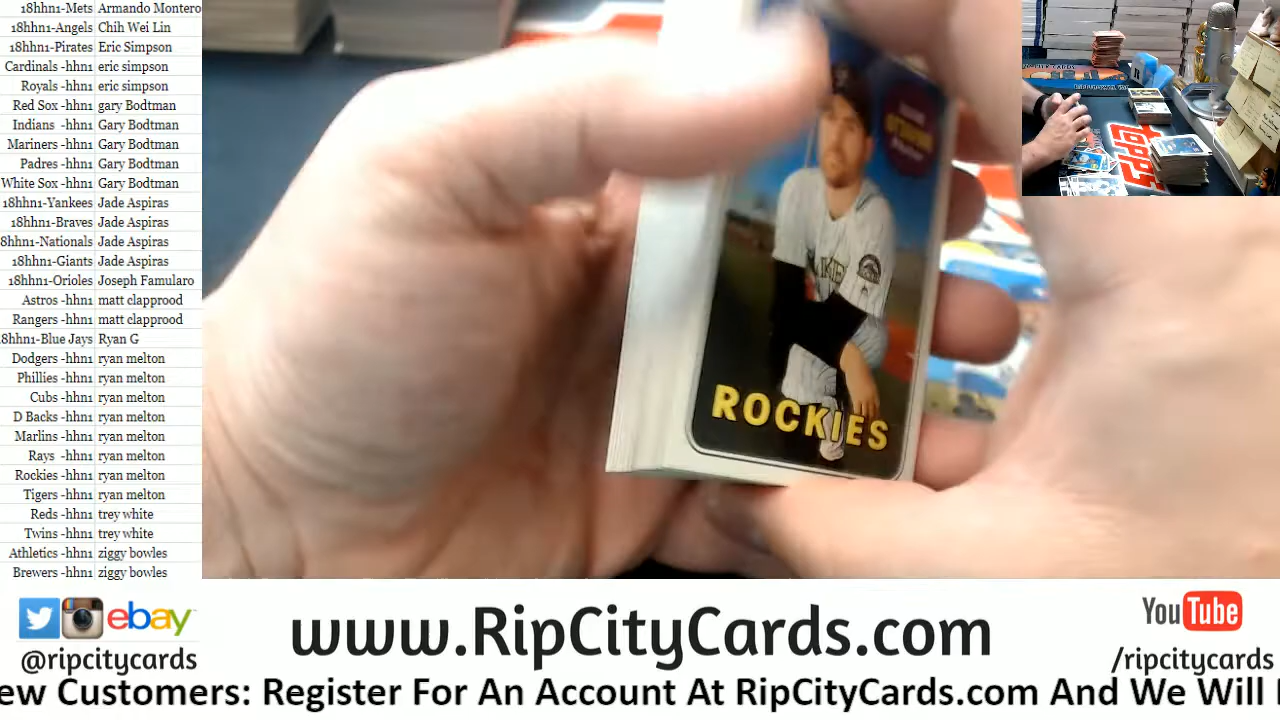 18hhn1-Mets Armando Montero
18hhn1-Angels Chih Wei Lin
18hhn1-Pirates Eric Simpson
Cardinals -hhn1 eric simpson
Royals -hhn1 eric simpson
Red Sox -hhn1 gary Bodtman
Indians -hhn1 Gary Bodtman
Mariners -hhn1 Gary Bodtman
Padres -hhn1 Gary Bodtman
White Sox -hhn1 Gary Bodtman
18hhn1-Yankees Jade Aspiras
18hhn1-Braves Jade Aspiras
8hhn1-Nationals Jade Aspiras
18hhn1-Giants Jade Aspiras
18hhn1-Orioles Joseph Famularo
Astros -hhn1 matt clapprood
Rangers -hhn1 matt clapprood
8hhn1-Blue Jays Ryan G
Dodgers -hhn1 ryan melton
Phillies -hhn1 ryan melton
Cubs -hhn1 ryan melton
D Backs -hhn1 ryan melton
Marlins -hhn1 ryan melton
Rays -hhn1 ryan melton
Rockies -hhn1 ryan melton
Tigers -hhn1 ryan melton
Reds -hhn1 trey white
Twins -hhn1 trey white
Athletics -hhn1 ziggy bowles
Brewers -hhn1 ziggy bowles
ROCKIES
topps
ebay
@ripcitycards
www.RipCityCards.com
YouTube
/ripcitycards
ew Customers: Register For An Account At RipCityCards.com And We Will